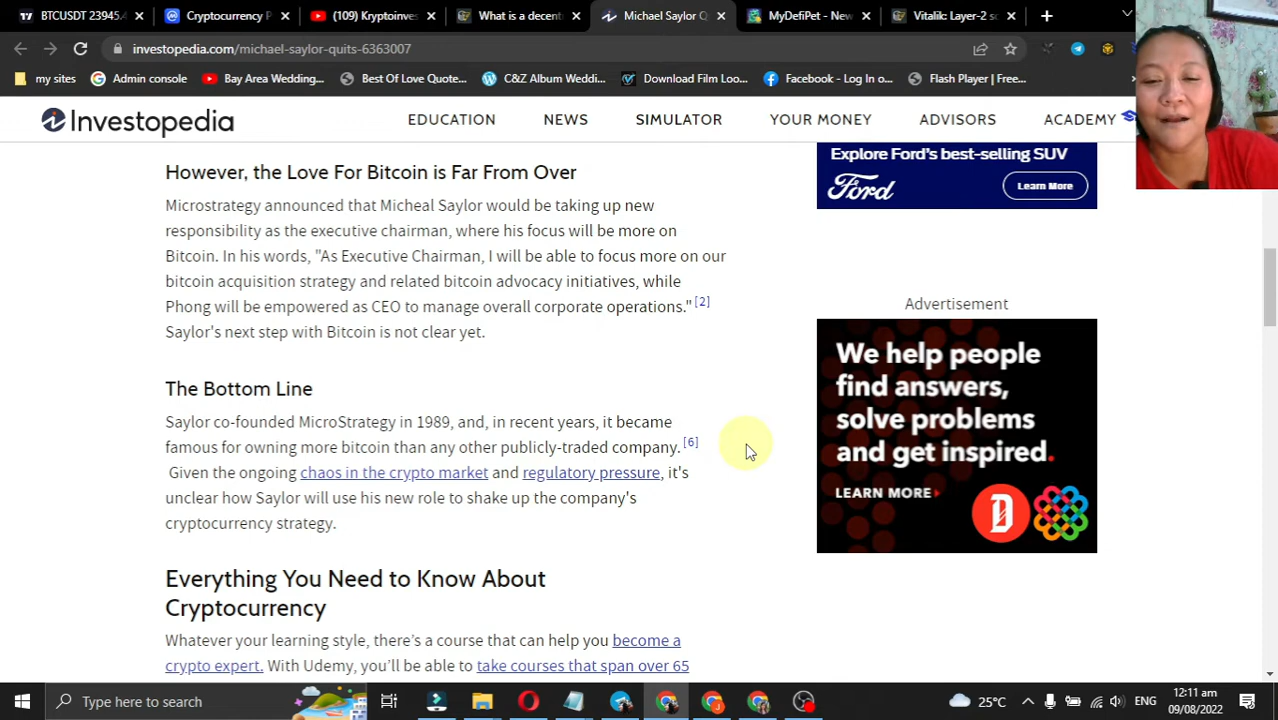 BTCUSDT 23945.4
Cryptocurrency P
(109) Kryptoinves
What is a decent
Michael Saylor Q
MyDefiPet - New
Vitalik: Layer-2 s
investopedia.com/michael-saylor-quits-6363007
my sites
Admin console
Bay Area Wedding...
Best Of Love Quote...
C&Z Album Wendin...
Download Film Loo...
Facebook - Log In o...
Flash Player | Free...
Investopedia
EDUCATION
NEWS
SIMULATOR
YOUR MONEY
ADVISORS
ACADEMY
However, the Love For Bitcoin is Far From Over
Microstrategy announced that Micheal Saylor would be taking up new
responsibility as the executive chairman, where his focus will be more on
Bitcoin. In his words, "As Executive Chairman, I will be able to focus more on our
bitcoin acquisition strategy and related bitcoin advocacy initiatives, while
Phong will be empowered as CEO to manage overall corporate operations." [2]
Saylor's next step with Bitcoin is not clear yet.
The Bottom Line
Saylor co-founded MicroStrategy in 1989, and, in recent years, it became
famous for owning more bitcoin than any other publicly-traded company. [6]
Given the ongoing chaos in the crypto market and regulatory pressure, it's
unclear how Saylor will use his new role to shake up the company's
cryptocurrency strategy.
Everything You Need to Know About
Cryptocurrency
Whatever your learning style, there's a course that can help you become a
crypto expert. With Udemy, you'll be able to take courses that span over 65
Explore Ford's best-selling SUV
Ford
Learn More
Advertisement
We help people
find answers,
solve problems
and get inspired.
LEARN MORE
D
Type here to search
25°C
ENG
12:11 am
09/08/2022